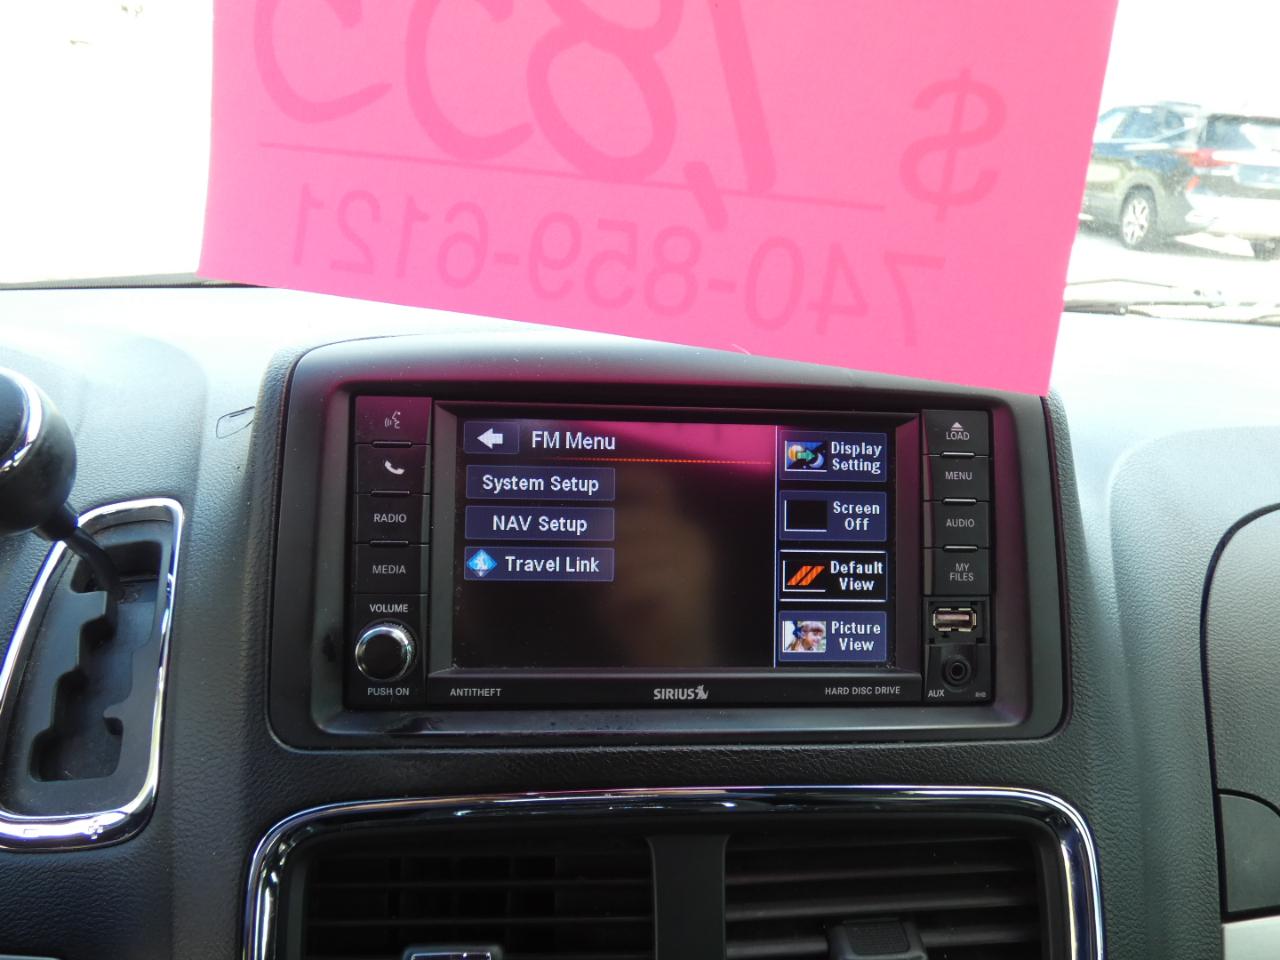 $
740-859-6121
FM Menu
System Setup
NAV Setup
Travel Link
Display
Setting
Screen
Off
Default
View
Picture
View
RADIO
MEDIA
VOLUME
PUSH ON
LOAD
MENU
AUDIO
MY
FILES
ANTITHEFT
SIRIUS
HARD DISC DRIVE
AUX
RHB